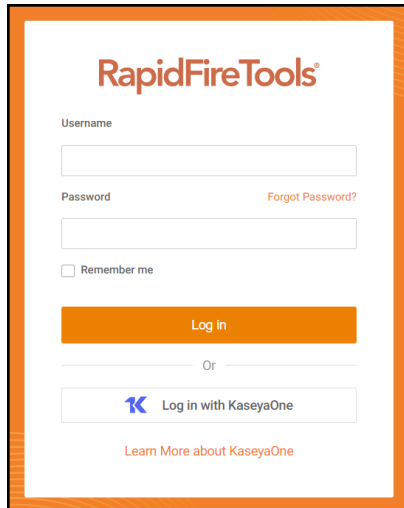 RapidFireTools®
Username
Password Forgot Password?
Remember me
Log in
Or
Log in with KaseyaOne
Learn More about KaseyaOne